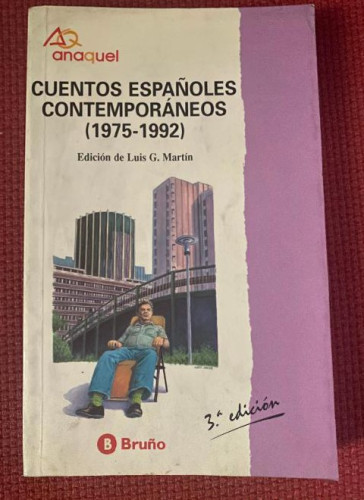 AQ
anaquel
CUENTOS ESPAÑOLES
CONTEMPORÁNEOS
(1975-1992)
Edición de Luis G. Martín
3.ª edición
B Bruño